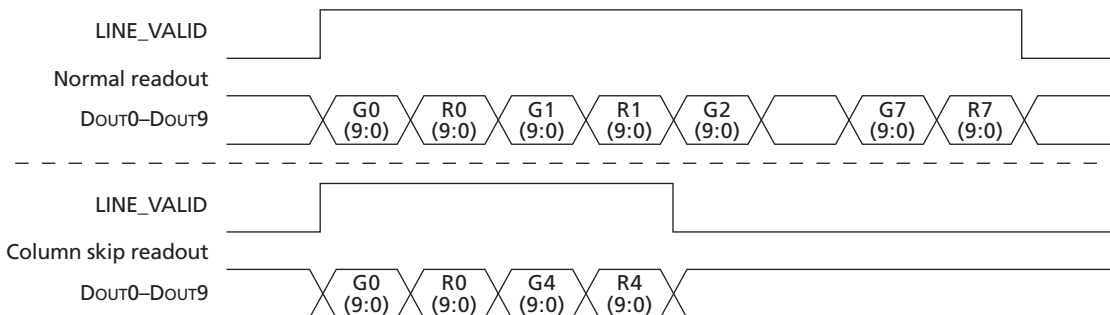 LINE_VALID
Normal readout
DOUT0–DOUT9
G0 R0 G1 R1 G2 G7 R7
(9:0) (9:0) (9:0) (9:0) (9:0) (9:0) (9:0)
LINE_VALID
Column skip readout
DOUT0–DOUT9
G0 R0 G4 R4
(9:0) (9:0) (9:0) (9:0)